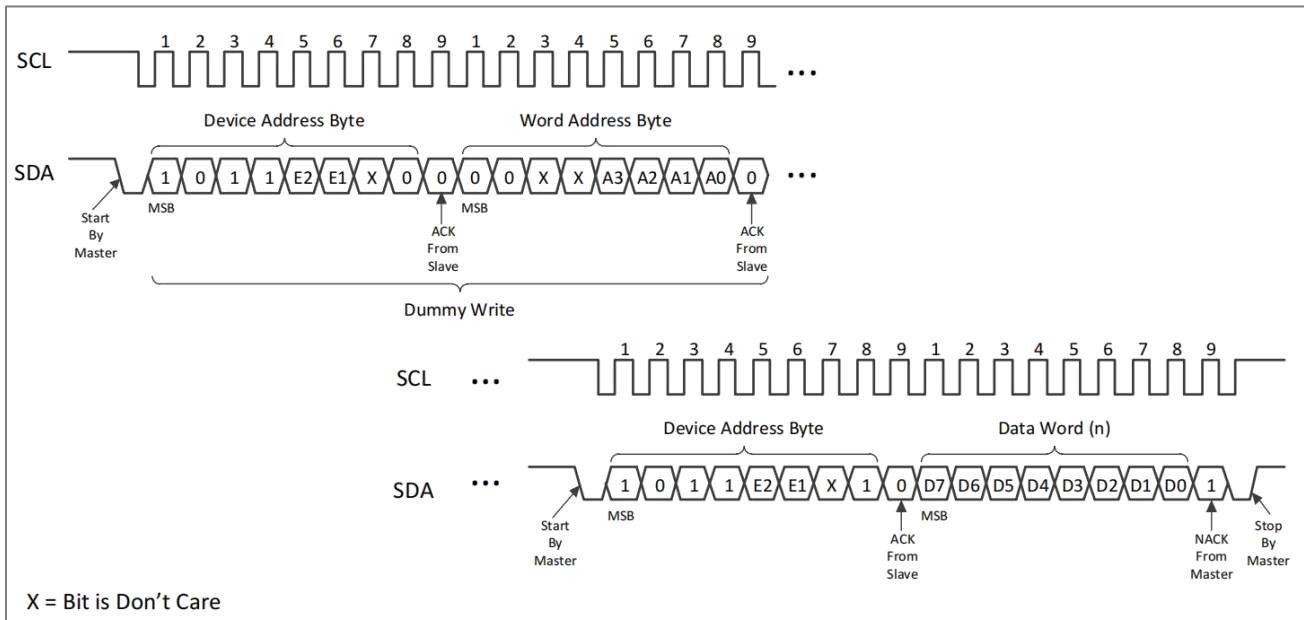 1 2 3 4 5 6 7 8 9 1 2 3 4 5 6 7 8 9
SCL ...
Device Address Byte Word Address Byte
SDA 1 0 1 1 E2 E1 X 0 0 0 0 X X A3 A2 A1 A0 0 ...
MSB MSB
Start By Master
ACK From Slave
ACK From Slave
Dummy Write
1 2 3 4 5 6 7 8 9 1 2 3 4 5 6 7 8 9
SCL ...
Device Address Byte Data Word (n)
SDA ... 1 0 1 1 E2 E1 X 1 0 D7 D6 D5 D4 D3 D2 D1 D0 1
MSB MSB
Start By Master
ACK From Slave
NACK From Master
Stop By Master
X = Bit is Don’t Care